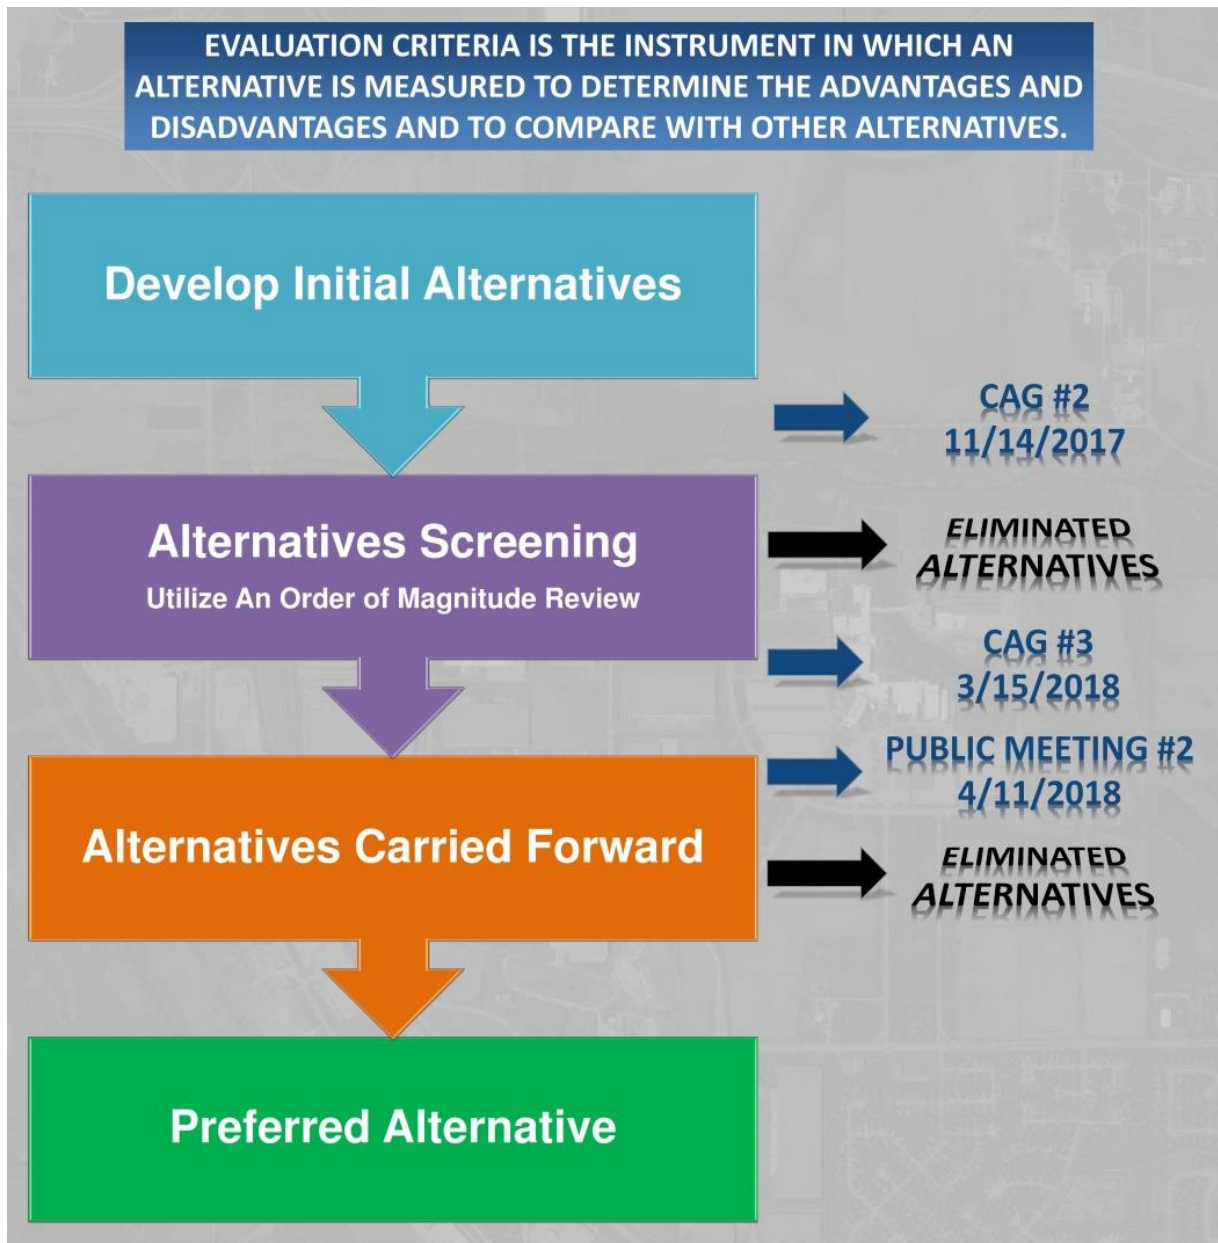 EVALUATION CRITERIA IS THE INSTRUMENT IN WHICH AN
ALTERNATIVE IS MEASURED TO DETERMINE THE ADVANTAGES AND
DISADVANTAGES AND TO COMPARE WITH OTHER ALTERNATIVES.
Develop Initial Alternatives
CAG #2
11/14/2017
Alternatives Screening
Utilize An Order of Magnitude Review
ELIMINATED
ALTERNATIVES
CAG #3
3/15/2018
PUBLIC MEETING #2
4/11/2018
Alternatives Carried Forward
ELIMINATED
ALTERNATIVES
Preferred Alternative